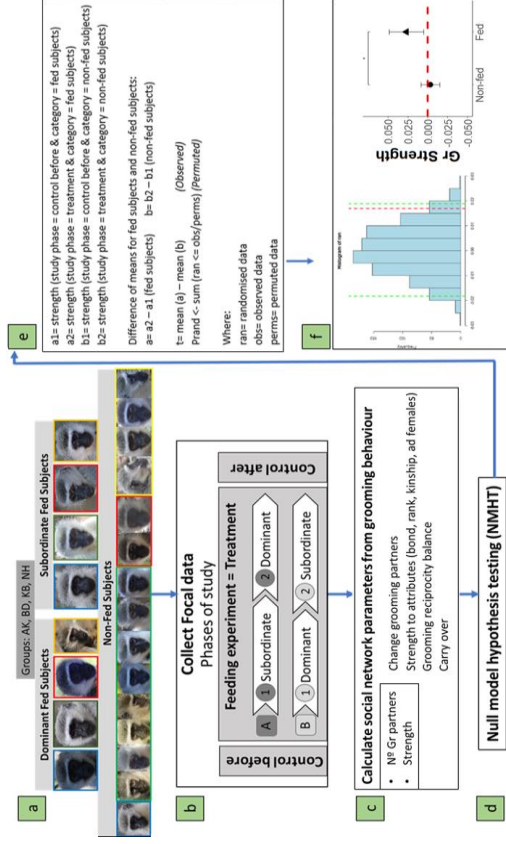 a
Groups: AK, BD, KB, NH
Dominant Fed Subjects
Subordinate Fed Subjects
Non-Fed Subjects
b
Collect Focal data
Phases of study
Control before
Feeding experiment = Treatment
A
1 Subordinate
2 Dominant
B
1 Dominant
2 Subordinate
Control after
c
Calculate social network parameters from grooming behaviour
• Nº Gr partners
• Strength
Change grooming partners
Strength to attributes (bond, rank, kinship, ad females)
Grooming reciprocity balance
Carry over
d
Null model hypothesis testing (NMHT)
e
a1= strength (study phase = control before & category = fed subjects)
a2= strength (study phase = treatment & category = fed subjects)
b1= strength (study phase = control before & category = non-fed subjects)
b2= strength (study phase = treatment & category = non-fed subjects)
Difference of means for fed subjects and non-fed subjects:
a= a2 – a1 (fed subjects) b= b2 – b1 (non-fed subjects)
t= mean (a) – mean (b) (Observed)
Prand <- sum (ran <= obs/perms) (Permuted)
Where:
ran= randomised data
obs= observed data
perms= permuted data
f
Histogram of ran
Frequency
Gr Strength
0.050
0.025
0.000
-0.025
-0.050
Non-fed
Fed